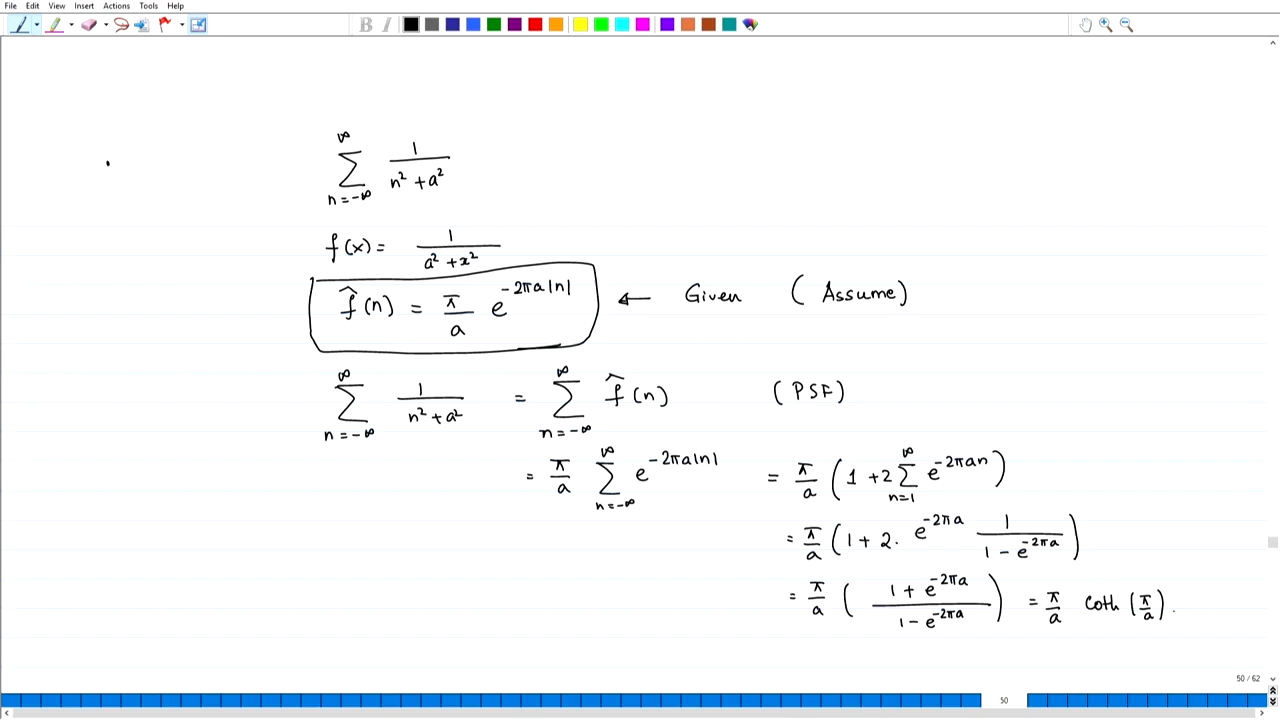 File Edit View Insert Actions Tools Help
B I
∞
∑ 1/(n² + a²)
n = -∞
f(x) = 1/(a² + x²)
f̂(n) = π/a e^(-2πa|n|) ← Given (Assume)
∑_{n=-∞}^{∞} 1/(n² + a²) = ∑_{n=-∞}^{∞} f̂(n) (PSF)
= π/a ∑_{n=-∞}^{∞} e^(-2πa|n|) = π/a (1 + 2∑_{n=1}^{∞} e^(-2πan))
= π/a (1 + 2. e^(-2πa) 1/(1 - e^(-2πa)))
= π/a ((1 + e^(-2πa))/(1 - e^(-2πa))) = π/a coth (π/a).
50 / 62
50